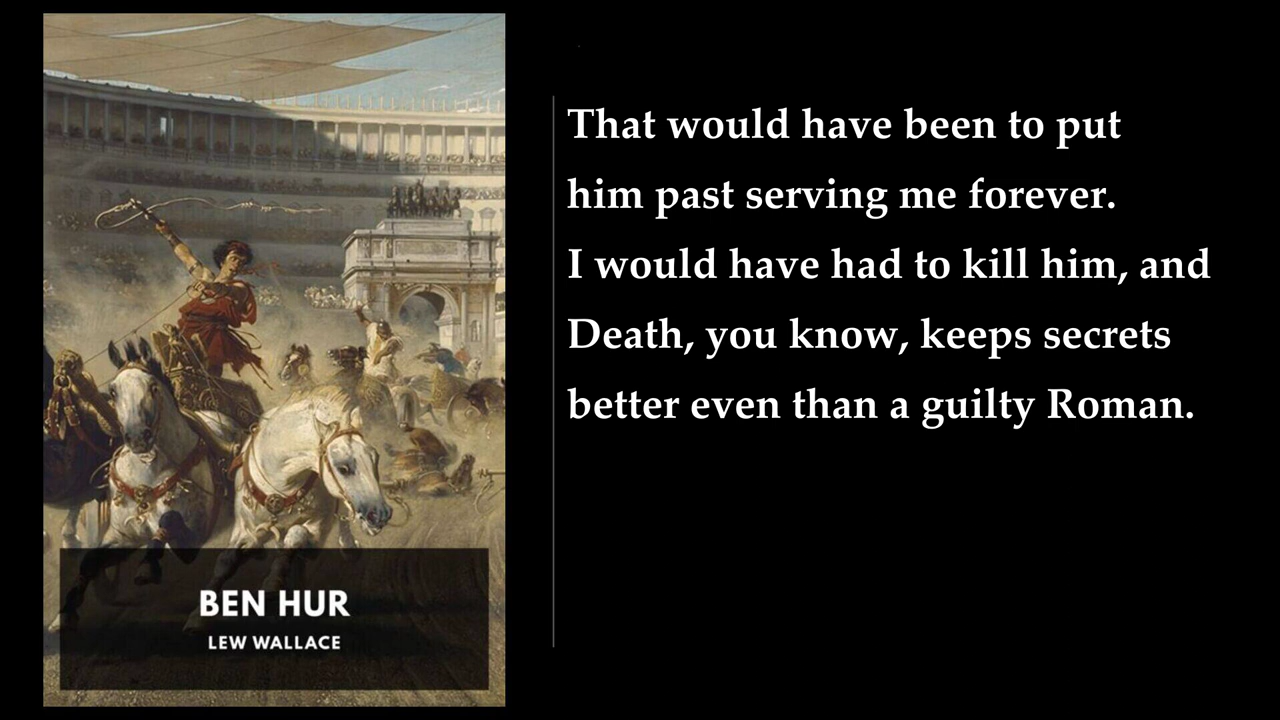 That would have been to put
him past serving me forever.
I would have had to kill him, and
Death, you know, keeps secrets
better even than a guilty Roman.
BEN HUR
LEW WALLACE